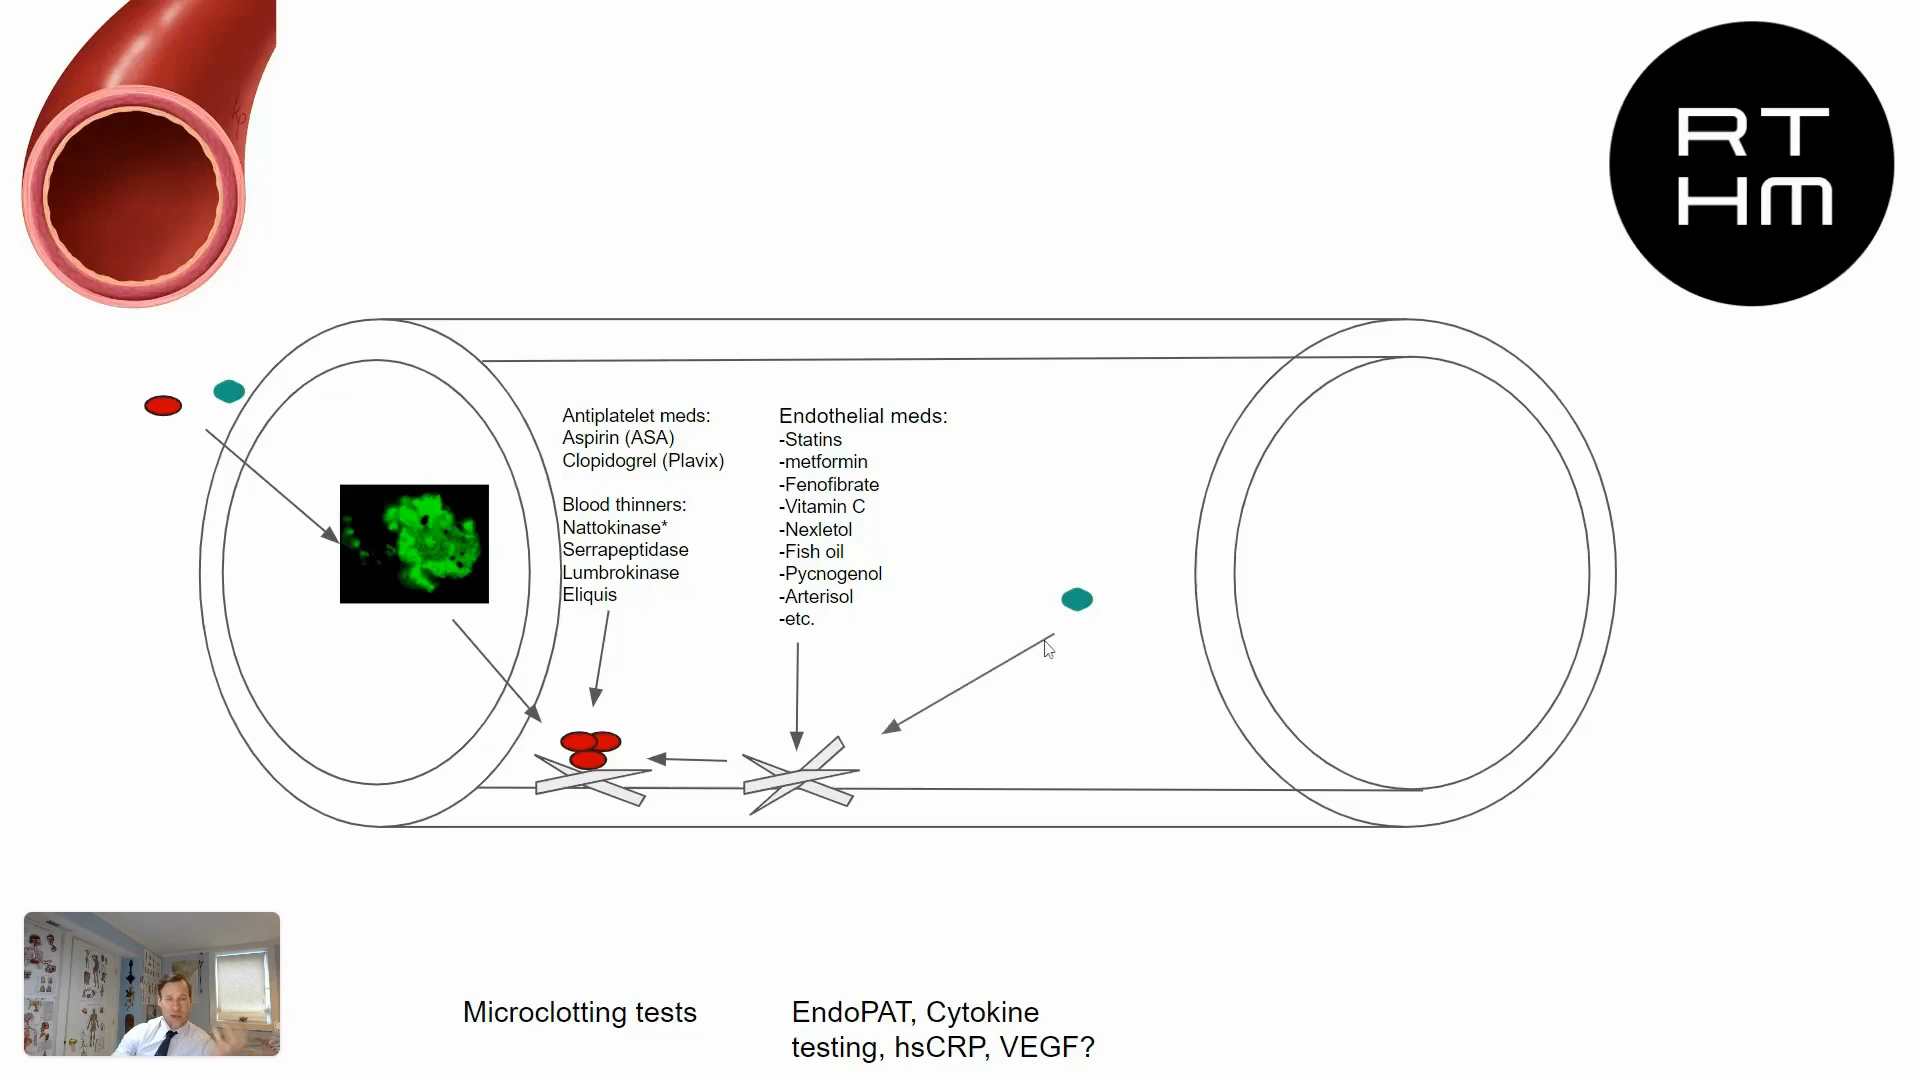 RT
HM
Antiplatelet meds:
Aspirin (ASA)
Clopidogrel (Plavix)
Blood thinners:
Nattokinase*
Serrapeptidase
Lumbrokinase
Eliquis
Endothelial meds:
-Statins
-metformin
-Fenofibrate
-Vitamin C
-Nexletol
-Fish oil
-Pycnogenol
-Arterisol
-etc.
Microclotting tests
EndoPAT, Cytokine
testing, hsCRP, VEGF?